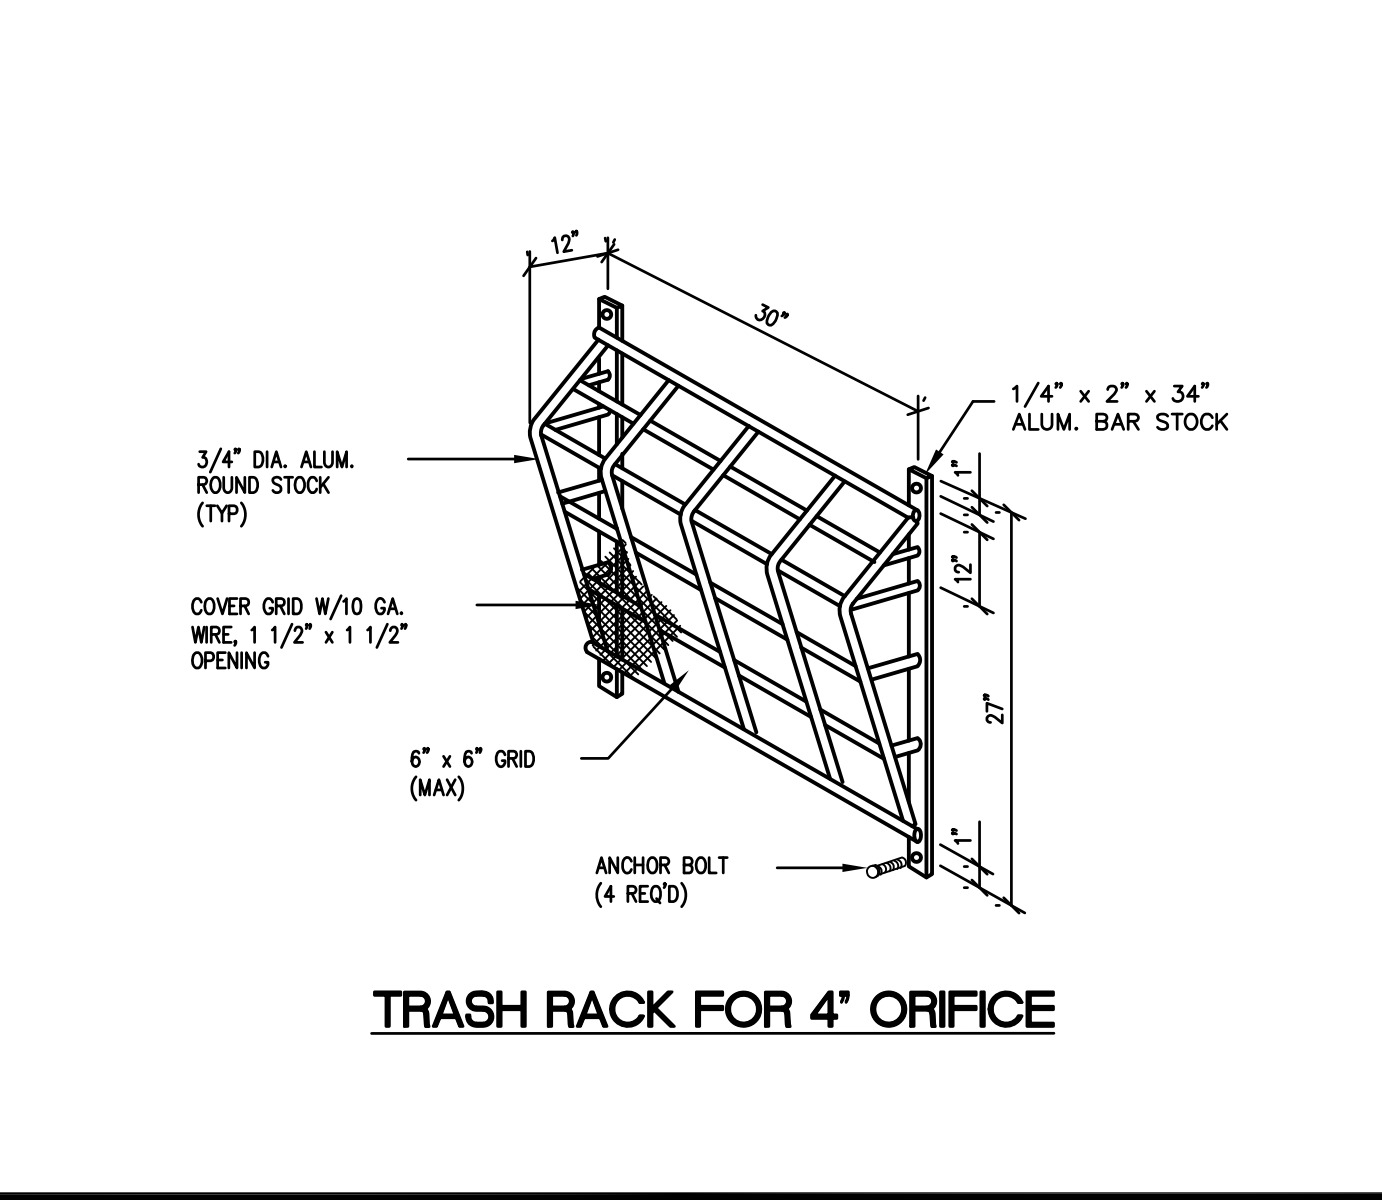 12"
30"
1/4" x 2" x 34"
ALUM. BAR STOCK
3/4" DIA. ALUM.
ROUND STOCK
(TYP)
1"
12"
COVER GRID W/10 GA.
WIRE, 1 1/2" x 1 1/2"
OPENING
27"
6" x 6" GRID
(MAX)
1"
ANCHOR BOLT
(4 REQ'D)
TRASH RACK FOR 4" ORIFICE